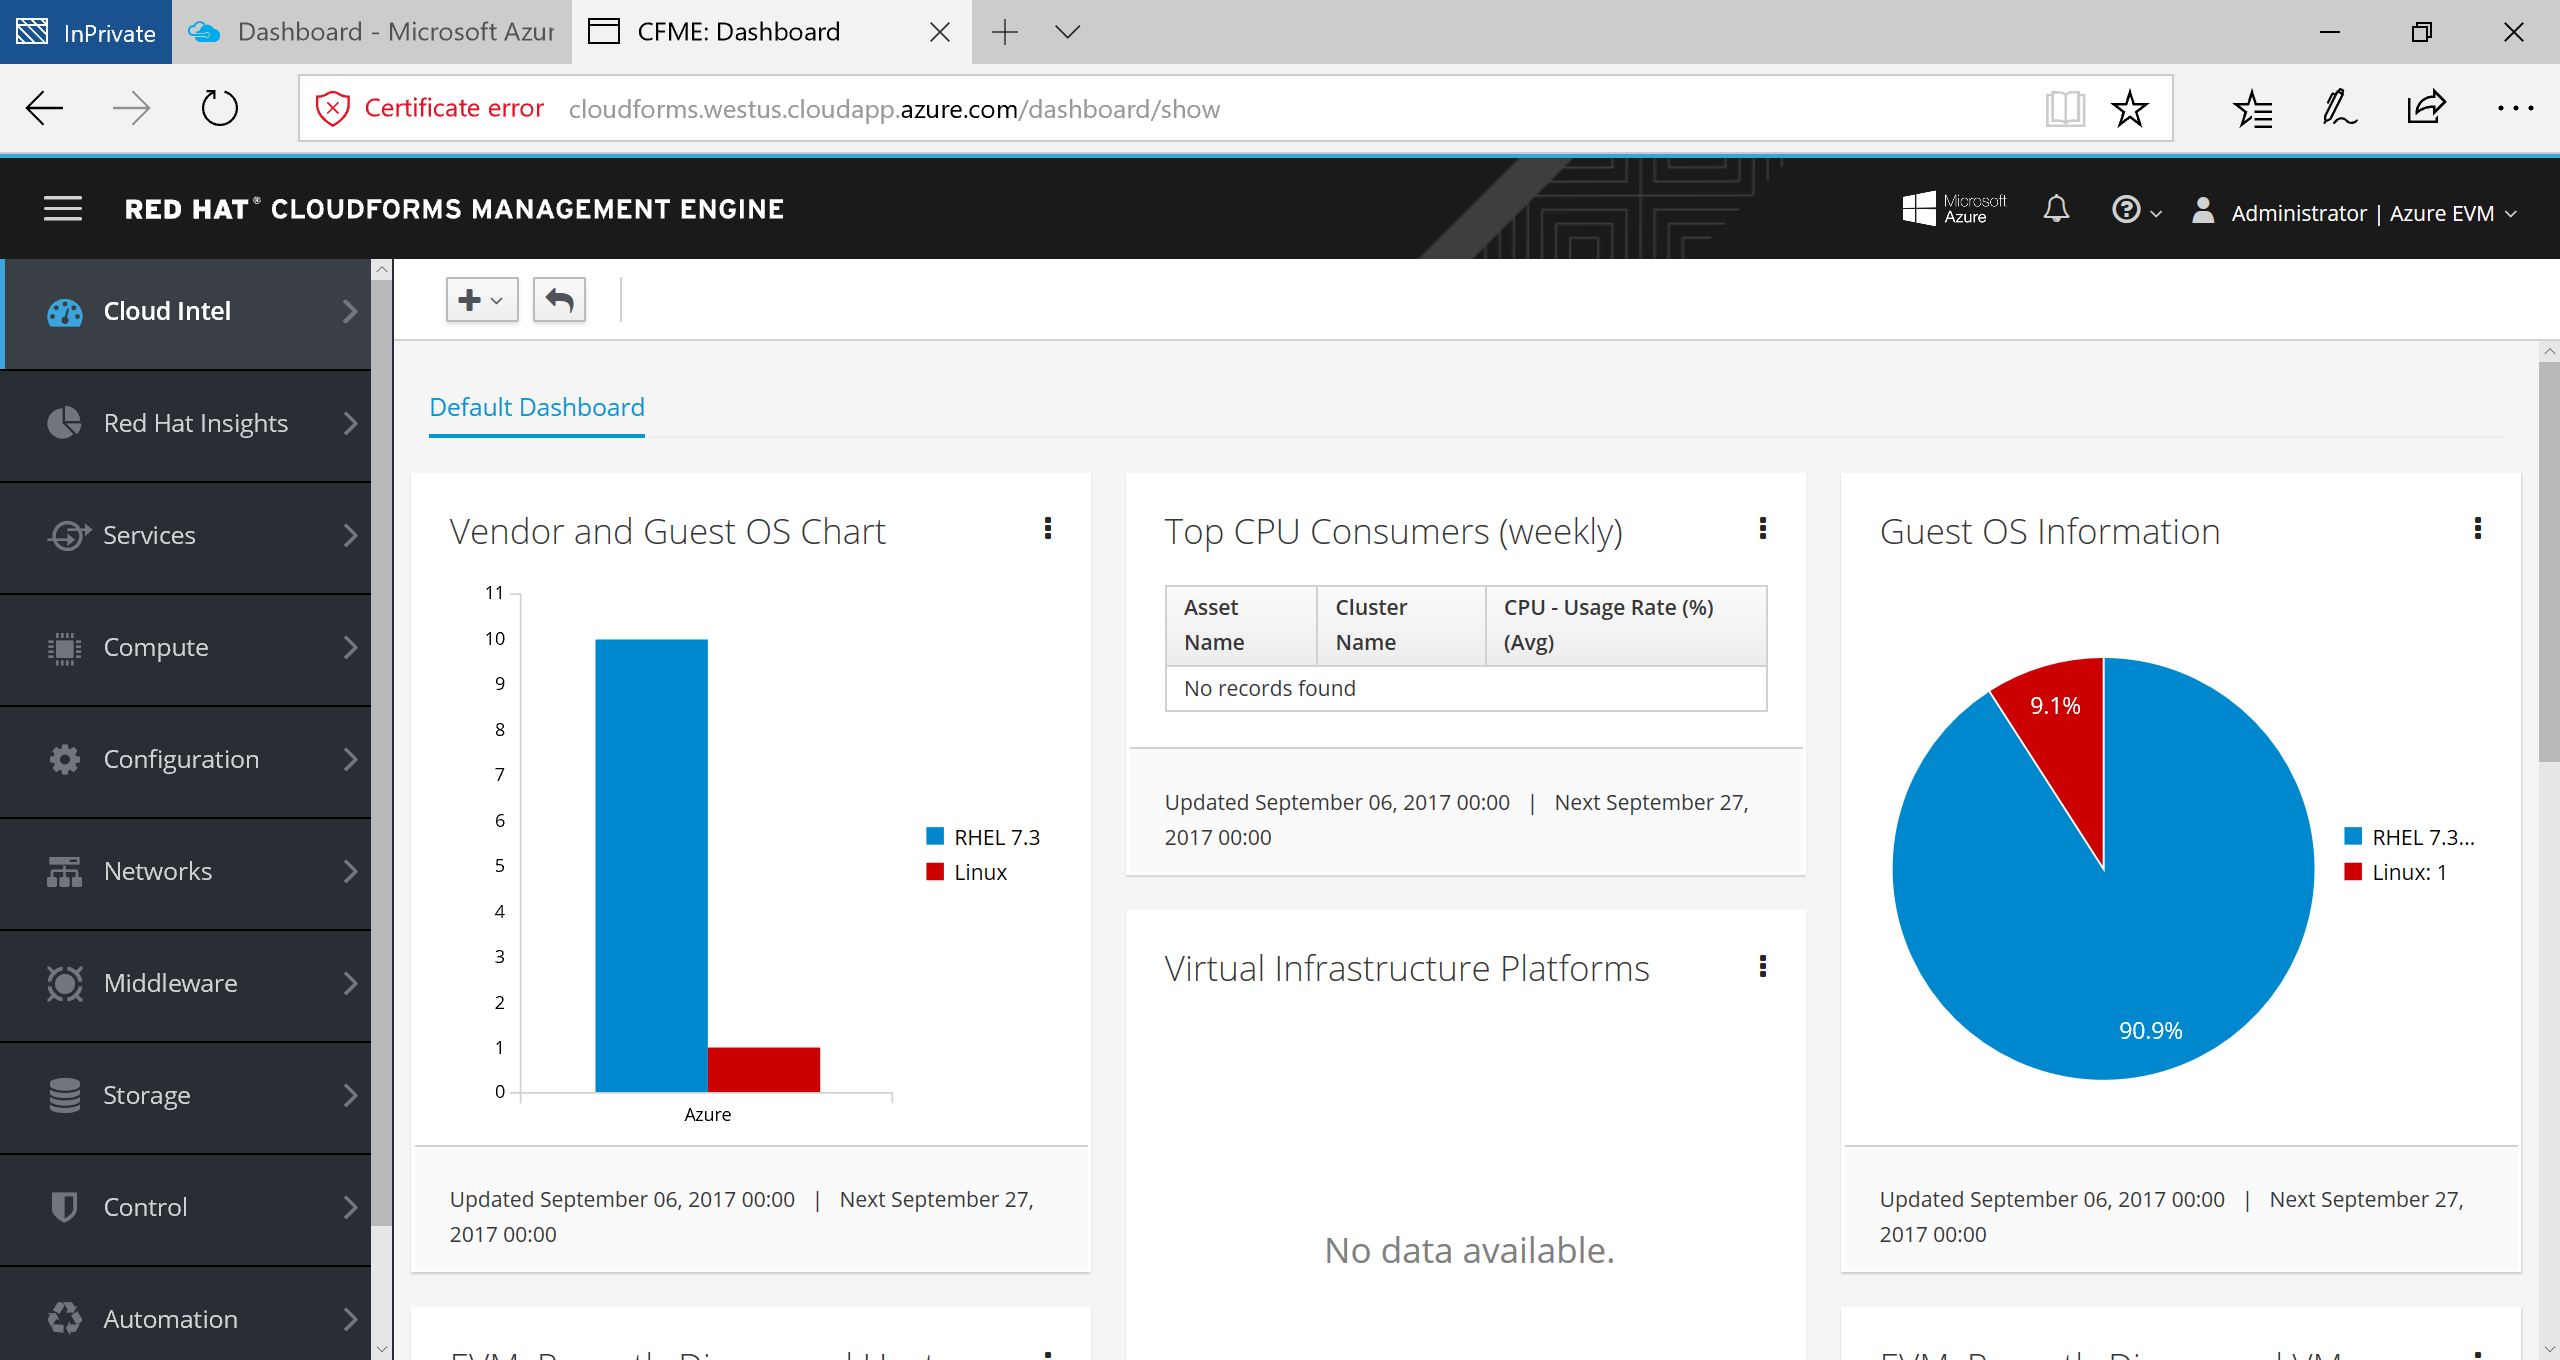 InPrivate
Dashboard - Microsoft Azur
CFME: Dashboard
Certificate error
cloudforms.westus.cloudapp.azure.com/dashboard/show
RED HAT® CLOUDFORMS MANAGEMENT ENGINE
Microsoft
Azure
Administrator | Azure EVM
Cloud Intel
Red Hat Insights
Services
Compute
Configuration
Networks
Middleware
Storage
Control
Automation
Default Dashboard
Vendor and Guest OS Chart
11
10
9
8
7
6
5
4
3
2
1
0
Azure
RHEL 7.3
Linux
Updated September 06, 2017 00:00 | Next September 27,
2017 00:00
Top CPU Consumers (weekly)
Asset
Name
Cluster
Name
CPU - Usage Rate (%)
(Avg)
No records found
Updated September 06, 2017 00:00 | Next September 27,
2017 00:00
Virtual Infrastructure Platforms
No data available.
Guest OS Information
9.1%
90.9%
RHEL 7.3...
Linux: 1
Updated September 06, 2017 00:00 | Next September 27,
2017 00:00